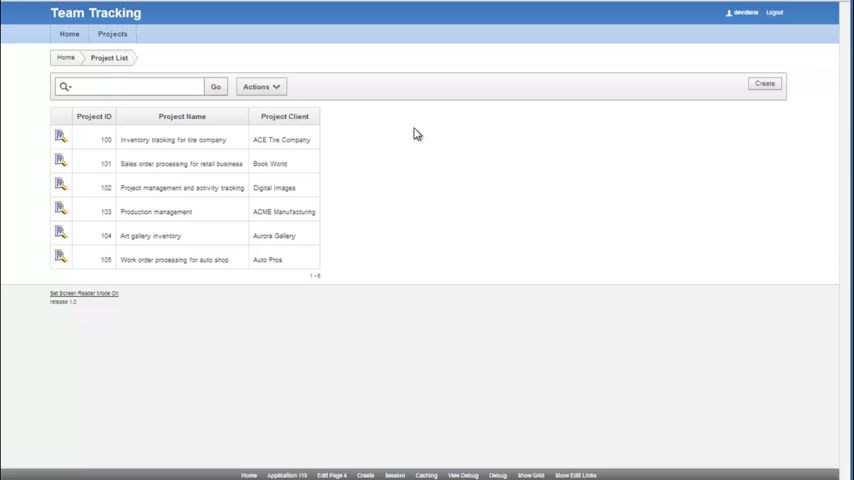 Team Tracking
devdiana Logout
Home Projects
Home Project List
Go Actions Create
Project ID Project Name Project Client
100 Inventory tracking for tire company ACE Tire Company
101 Sales order processing for retail business Book World
102 Project management and activity tracking Digital Images
103 Production management ACME Manufacturing
104 Art gallery inventory Aurora Gallery
105 Work order processing for auto shop Auto Pros
1 - 6
Set Screen Reader Mode On
release 1.0
Home Application 115 Edit Page 4 Create Session Caching View Debug Debug Show Grid Show Edit Links